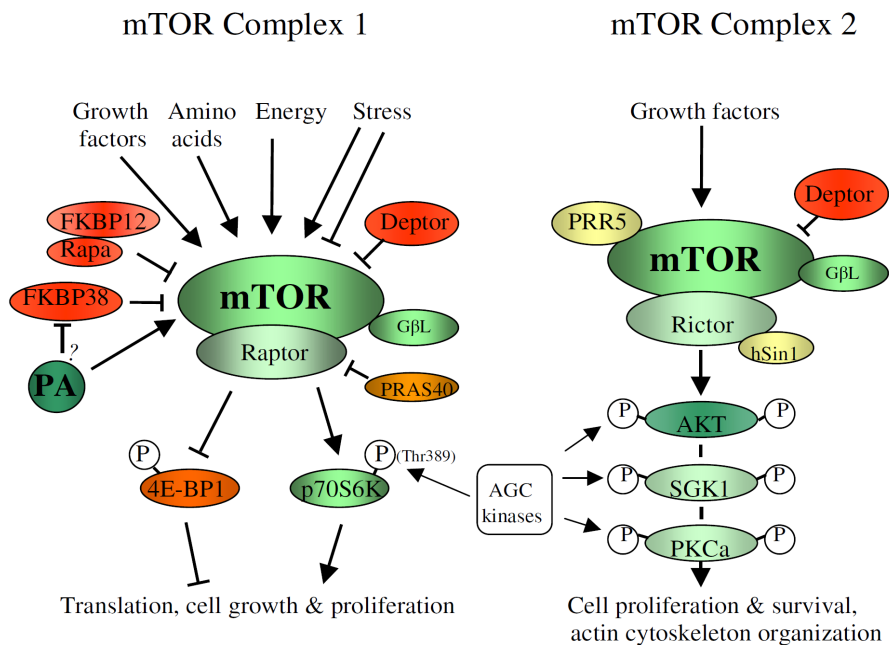 mTOR Complex 1
mTOR Complex 2
Growth
factors
Amino
acids
Energy
Stress
FKBP12
Rapa
FKBP38
?
PA
Deptor
mTOR
GβL
Raptor
PRAS40
P
4E-BP1
P
(Thr389)
p70S6K
Translation, cell growth & proliferation
Growth factors
PRR5
Deptor
mTOR
GβL
Rictor
hSin1
AGC
kinases
P
AKT
P
P
SGK1
P
P
PKCa
P
Cell proliferation & survival,
actin cytoskeleton organization